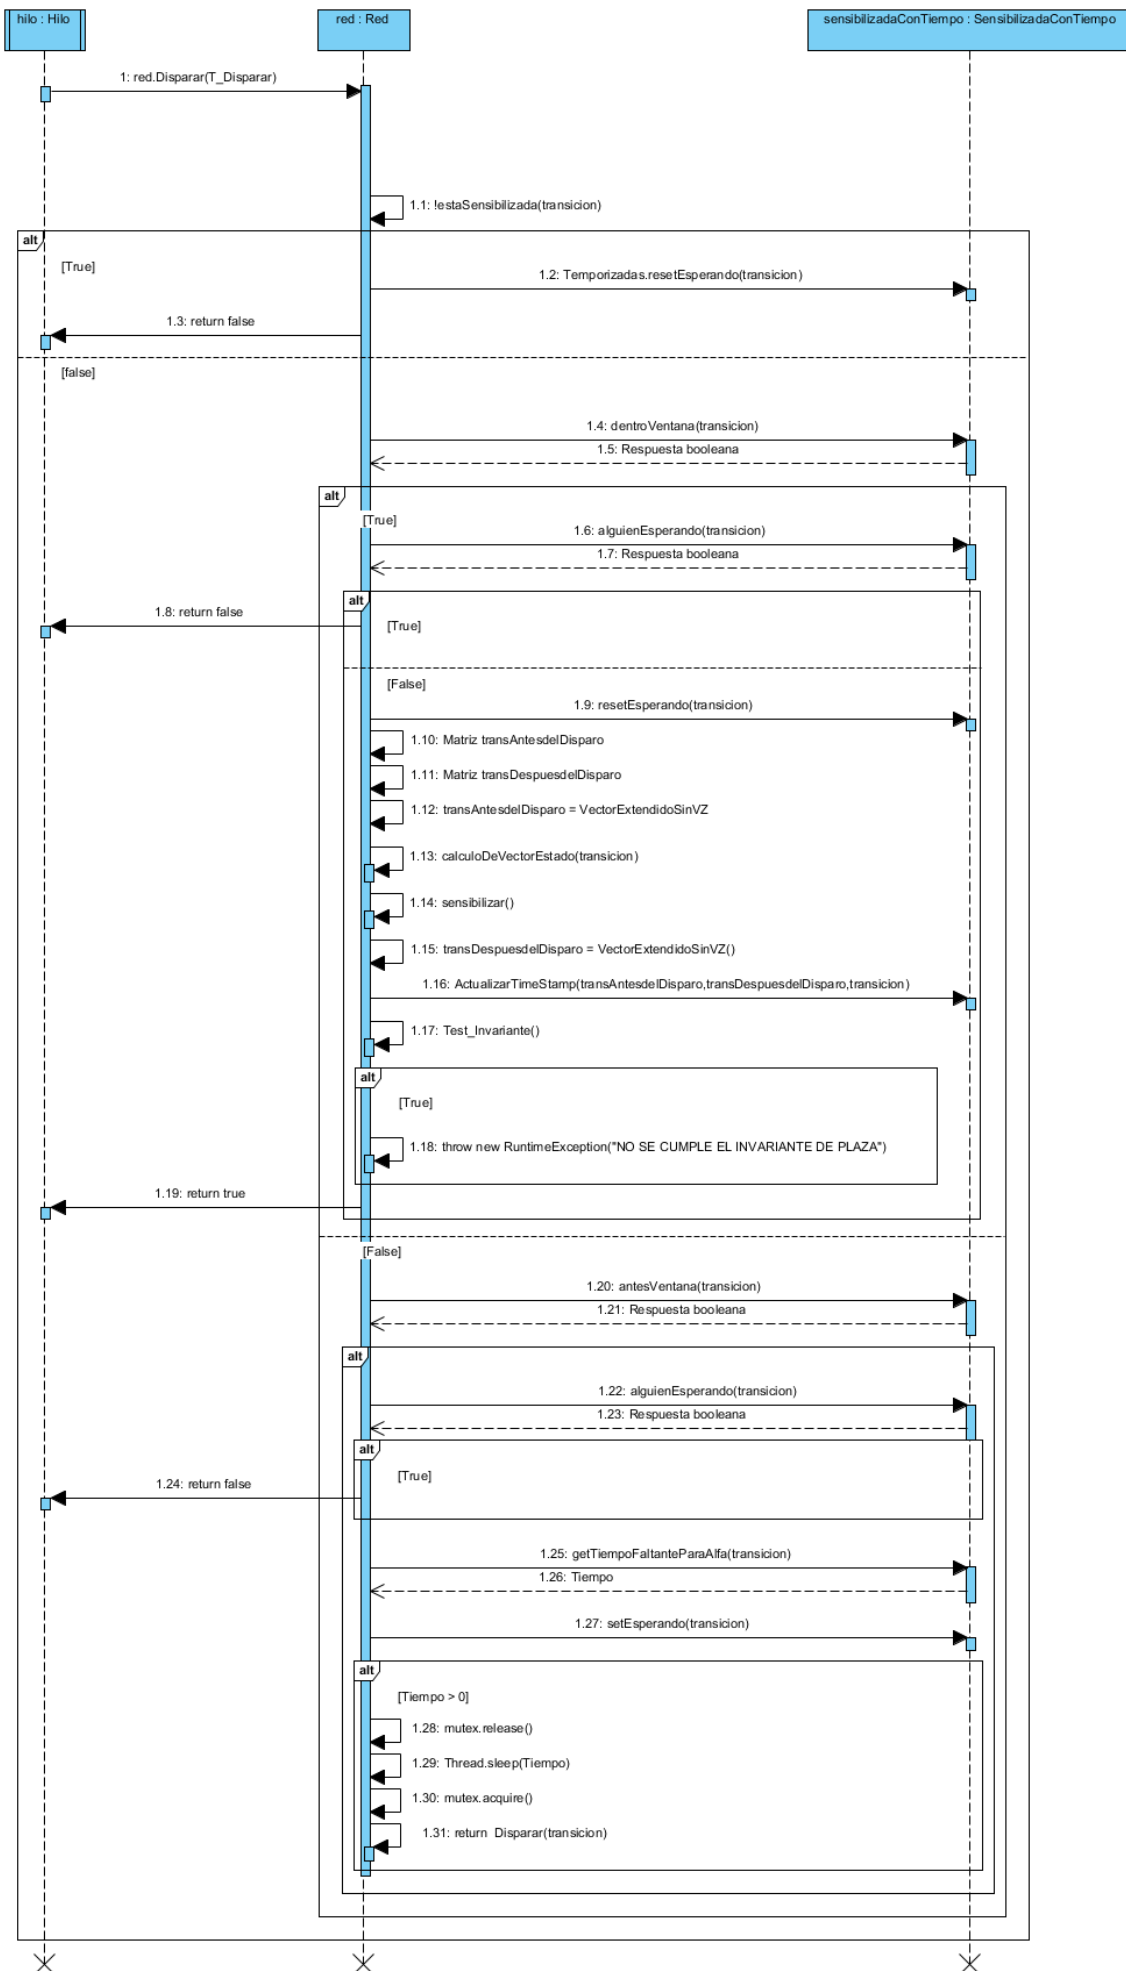 hilo : Hilo
red : Red
sensibilizadaConTiempo : SensibilizadaConTiempo
1: red.Disparar(T_Disparar)
1.1: !estaSensibilizada(transicion)
alt
[True]
1.2: Temporizadas.resetEsperando(transicion)
1.3: return false
[false]
1.4: dentroVentana(transicion)
1.5: Respuesta booleana
alt
[True]
1.6: alguienEsperando(transicion)
1.7: Respuesta booleana
alt
1.8: return false
[True]
[False]
1.9: resetEsperando(transicion)
1.10: Matriz transAntesdelDisparo
1.11: Matriz transDespuesdelDisparo
1.12: transAntesdelDisparo = VectorExtendidoSinVZ
1.13: calculoDeVectorEstado(transicion)
1.14: sensibilizar()
1.15: transDespuesdelDisparo = VectorExtendidoSinVZ()
1.16: ActualizarTimeStamp(transAntesdelDisparo,transDespuesdelDisparo,transicion)
1.17: Test_Invariante()
alt
[True]
1.18: throw new RuntimeException("NO SE CUMPLE EL INVARIANTE DE PLAZA")
1.19: return true
[False]
1.20: antesVentana(transicion)
1.21: Respuesta booleana
alt
1.22: alguienEsperando(transicion)
1.23: Respuesta booleana
alt
[True]
1.24: return false
1.25: getTiempoFaltanteParaAlfa(transicion)
1.26: Tiempo
1.27: setEsperando(transicion)
alt
[Tiempo > 0]
1.28: mutex.release()
1.29: Thread.sleep(Tiempo)
1.30: mutex.acquire()
1.31: return  Disparar(transicion)